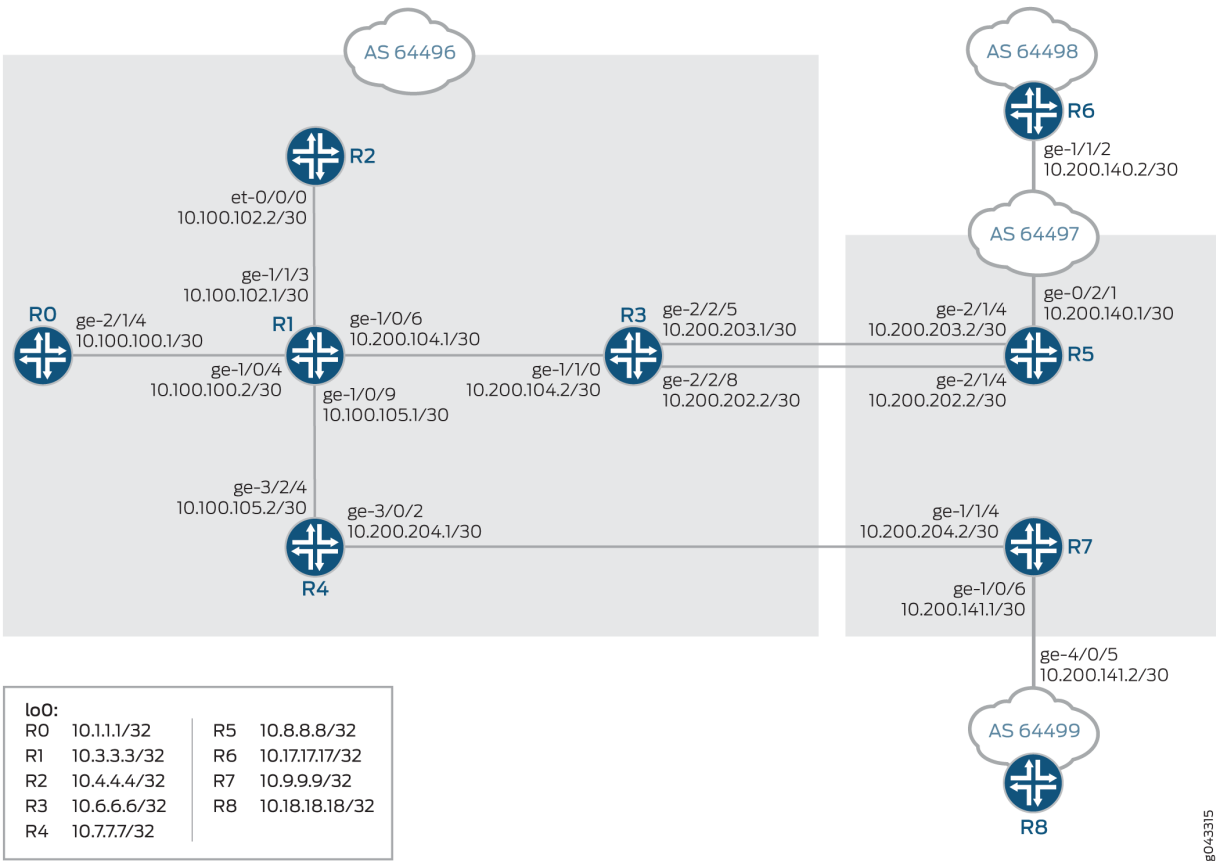 AS 64496
AS 64498
R6
ge-1/1/2
10.200.140.2/30
R2
et-0/0/0
10.100.102.2/30
AS 64497
ge-1/1/3
10.100.102.1/30
ge-0/2/1
10.200.140.1/30
R0
ge-2/1/4
10.100.100.1/30
R1
ge-1/0/6
10.200.104.1/30
R3
ge-2/2/5
10.200.203.1/30
ge-2/1/4
10.200.203.2/30
R5
ge-1/0/4
10.100.100.2/30
ge-1/0/9
10.100.105.1/30
ge-1/1/0
10.200.104.2/30
ge-2/2/8
10.200.202.2/30
ge-2/1/4
10.200.202.2/30
ge-3/2/4
10.100.105.2/30
ge-3/0/2
10.200.204.1/30
R4
ge-1/1/4
10.200.204.2/30
R7
ge-1/0/6
10.200.141.1/30
ge-4/0/5
10.200.141.2/30
AS 64499
R8
lo0:
R0 10.1.1.1/32
R1 10.3.3.3/32
R2 10.4.4.4/32
R3 10.6.6.6/32
R4 10.7.7.7/32
R5 10.8.8.8/32
R6 10.17.17.17/32
R7 10.9.9.9/32
R8 10.18.18.18/32
g043315